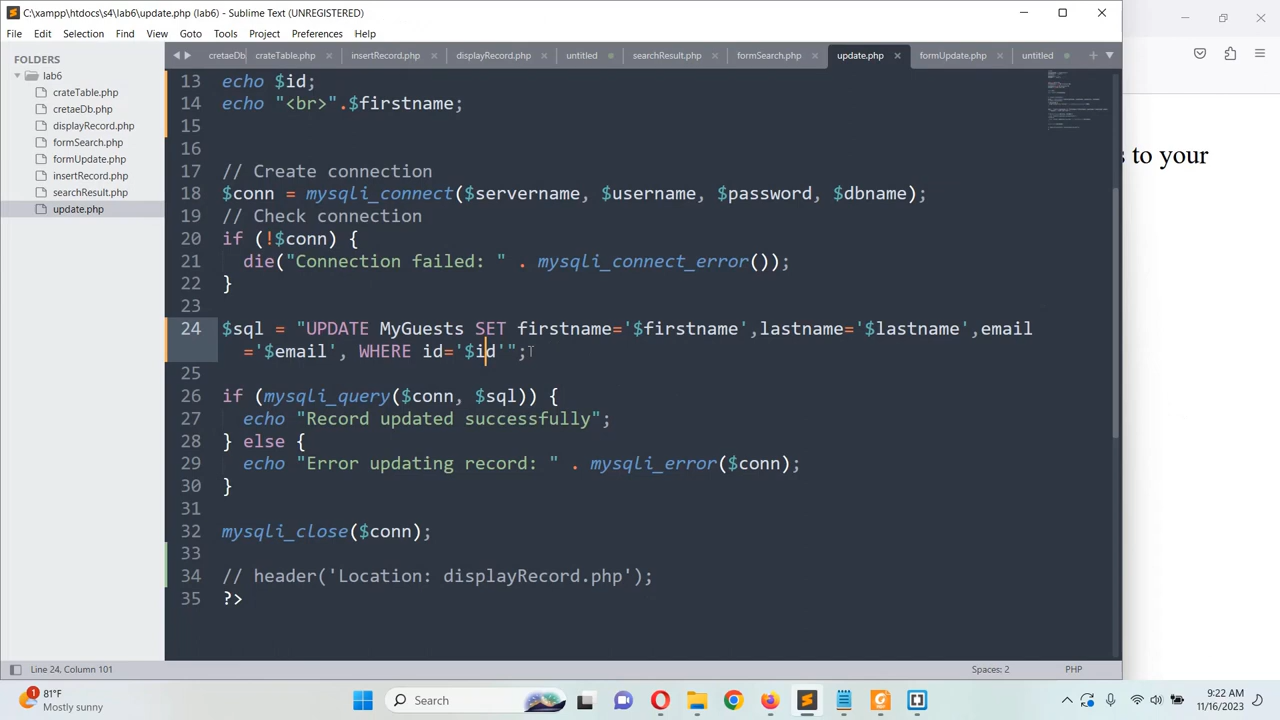 C:\xampp\htdocs\s4\lab6\update.php (lab6) - Sublime Text (UNREGISTERED)
File Edit Selection Find View Goto Tools Project Preferences Help
FOLDERS
lab6
crateTable.php
cretaeDb.php
displayRecord.php
formSearch.php
formUpdate.php
insertRecord.php
searchResult.php
update.php
cretaeDb crateTable.php insertRecord.php displayRecord.php untitled searchResult.php formSearch.php update.php formUpdate.php untitled
13 echo $id;
14 echo "<br>".$firstname;
15
16
17 // Create connection
18 $conn = mysqli_connect($servername, $username, $password, $dbname);
19 // Check connection
20 if (!$conn) {
21 die("Connection failed: " . mysqli_connect_error());
22 }
23
24 $sql = "UPDATE MyGuests SET firstname='$firstname',lastname='$lastname',email
='$email', WHERE id='$id'";
25
26 if (mysqli_query($conn, $sql)) {
27 echo "Record updated successfully";
28 } else {
29 echo "Error updating record: " . mysqli_error($conn);
30 }
31
32 mysqli_close($conn);
33
34 // header('Location: displayRecord.php');
35 ?>
s to your
Line 24, Column 101 Spaces: 2 PHP
1 81°F
Mostly sunny
Search
9:22 AM
11/16/2023